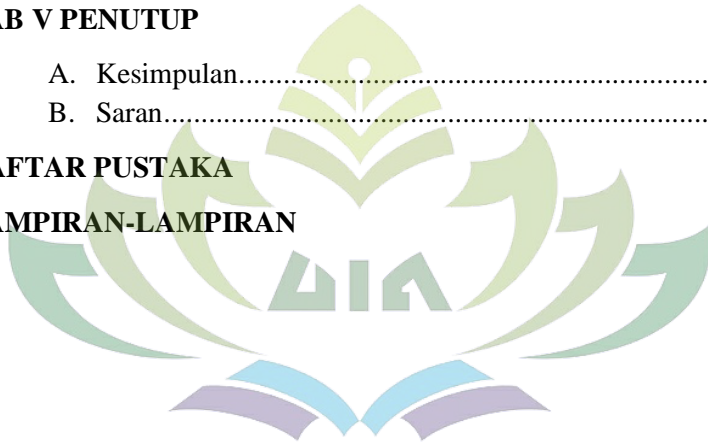 AB V PENUTUP
A. Kesimpulan..........................................................................
B. Saran......................................................................................
AFTAR PUSTAKA
AMPIRAN-LAMPIRAN